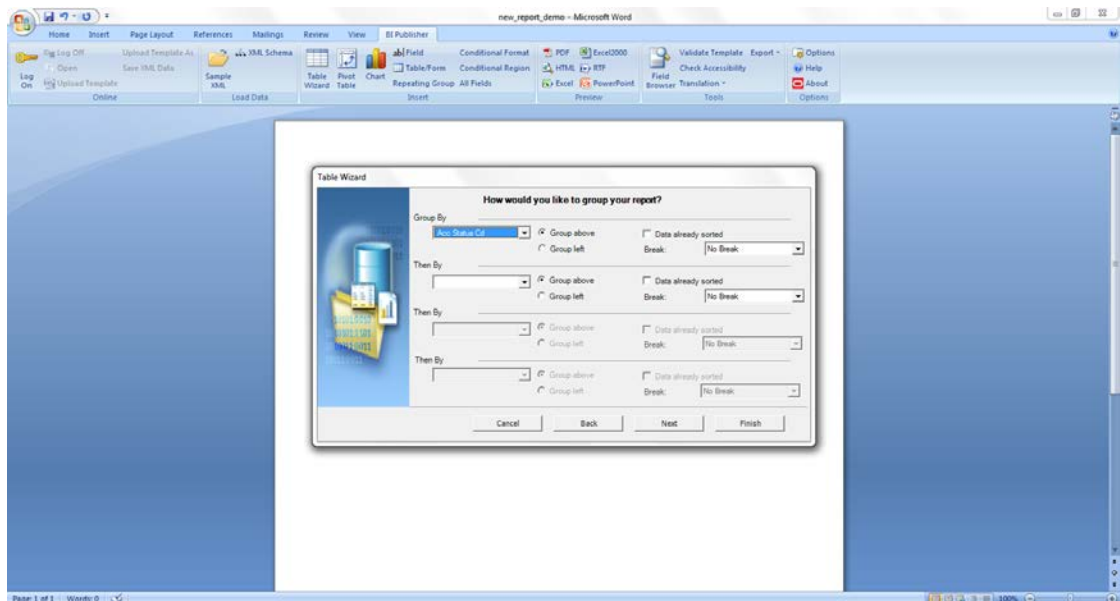 new_report_demo - Microsoft Word
Home Insert Page Layout References Mailings Review View BI Publisher
Log On
Log Off
Open
Upload Template
Upload Template As
Save XML Data
Online
Sample XML
XML Schema
Load Data
Table Wizard
Pivot Table
Chart
Field
Table/Form
Repeating Group
Conditional Format
Conditional Region
All Fields
Insert
PDF Excel2000
HTML RTF
Excel PowerPoint
Preview
Field Browser
Validate Template Export
Check Accessibility
Translation
Tools
Options
Help
About
Options
Table Wizard
How would you like to group your report?
Group By
Acc Status Cd Group above Data already sorted
Group left Break: No Break
Then By
Group above Data already sorted
Group left Break: No Break
Then By
Group above Data already sorted
Group left Break: No Break
Then By
Group above Data already sorted
Group left Break: No Break
Cancel Back Next Finish
Page: 1 of 1 Words: 0 100%